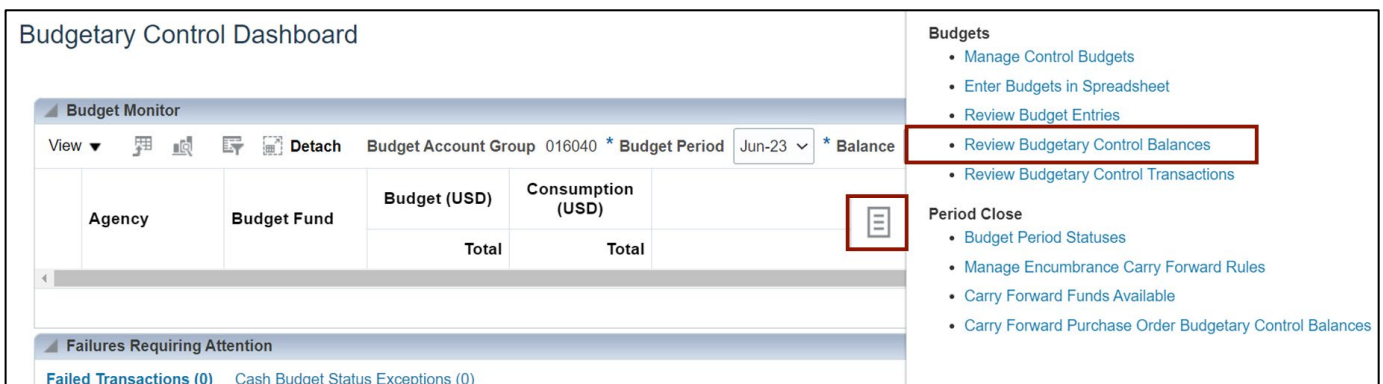 Budgetary Control Dashboard
Budget Monitor
View Detach Budget Account Group 016040 * Budget Period Jun-23 * Balance
Agency Budget Fund Budget (USD) Consumption (USD)
Total Total
Failures Requiring Attention
Failed Transactions (0) Cash Budget Status Exceptions (0)
Budgets
• Manage Control Budgets
• Enter Budgets in Spreadsheet
• Review Budget Entries
• Review Budgetary Control Balances
• Review Budgetary Control Transactions
Period Close
• Budget Period Statuses
• Manage Encumbrance Carry Forward Rules
• Carry Forward Funds Available
• Carry Forward Purchase Order Budgetary Control Balances